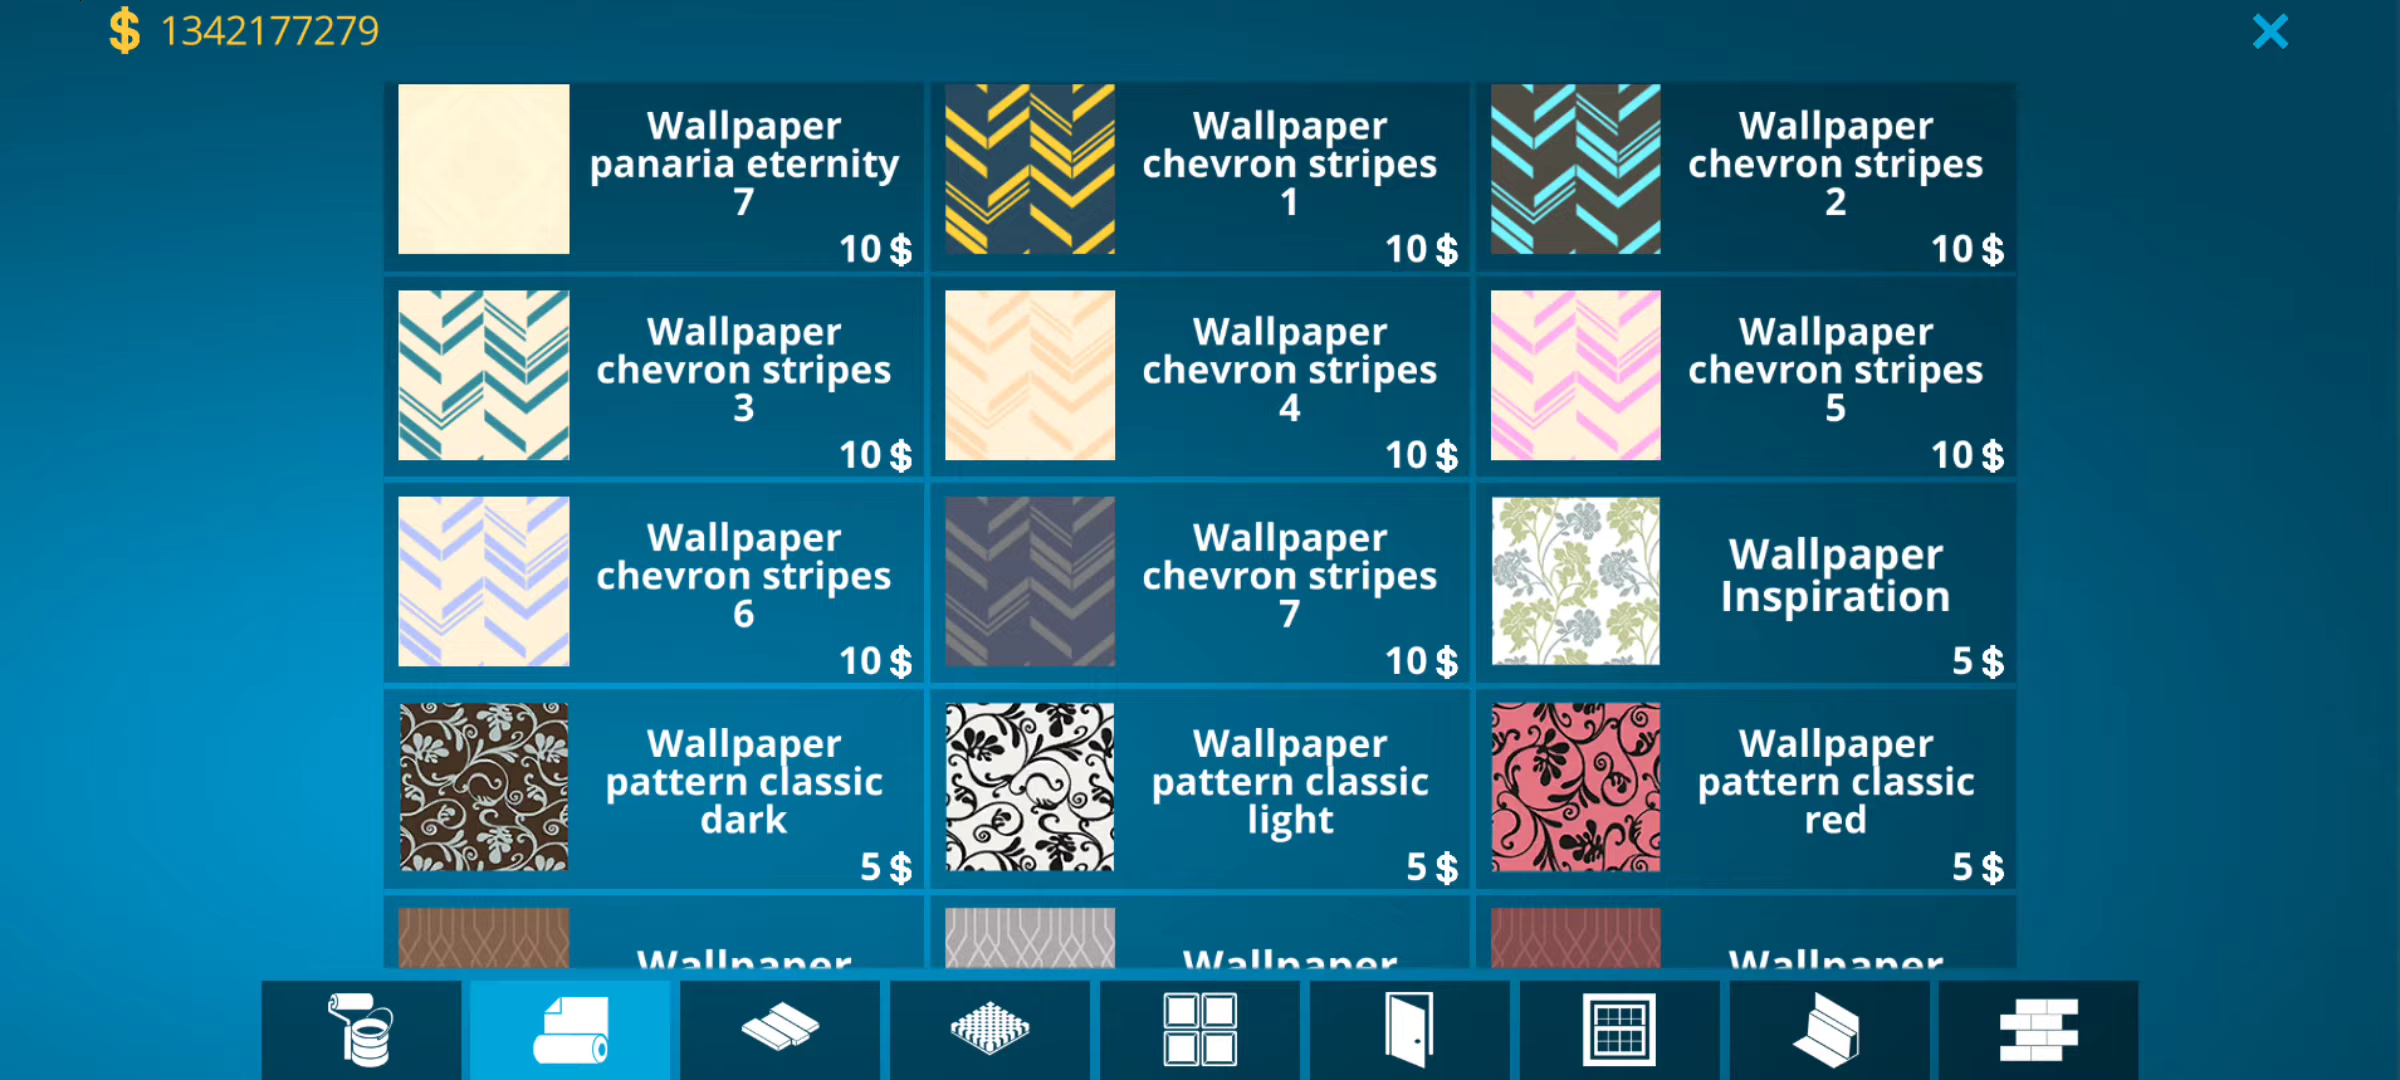 $ 1342177279
Wallpaper
panaria eternity
7
10 $
Wallpaper
chevron stripes
1
10 $
Wallpaper
chevron stripes
2
10 $
Wallpaper
chevron stripes
3
10 $
Wallpaper
chevron stripes
4
10 $
Wallpaper
chevron stripes
5
10 $
Wallpaper
chevron stripes
6
10 $
Wallpaper
chevron stripes
7
10 $
Wallpaper
Inspiration
5 $
Wallpaper
pattern classic
dark
5 $
Wallpaper
pattern classic
light
5 $
Wallpaper
pattern classic
red
5 $
Wallpaper
Wallpaper
Wallpaper